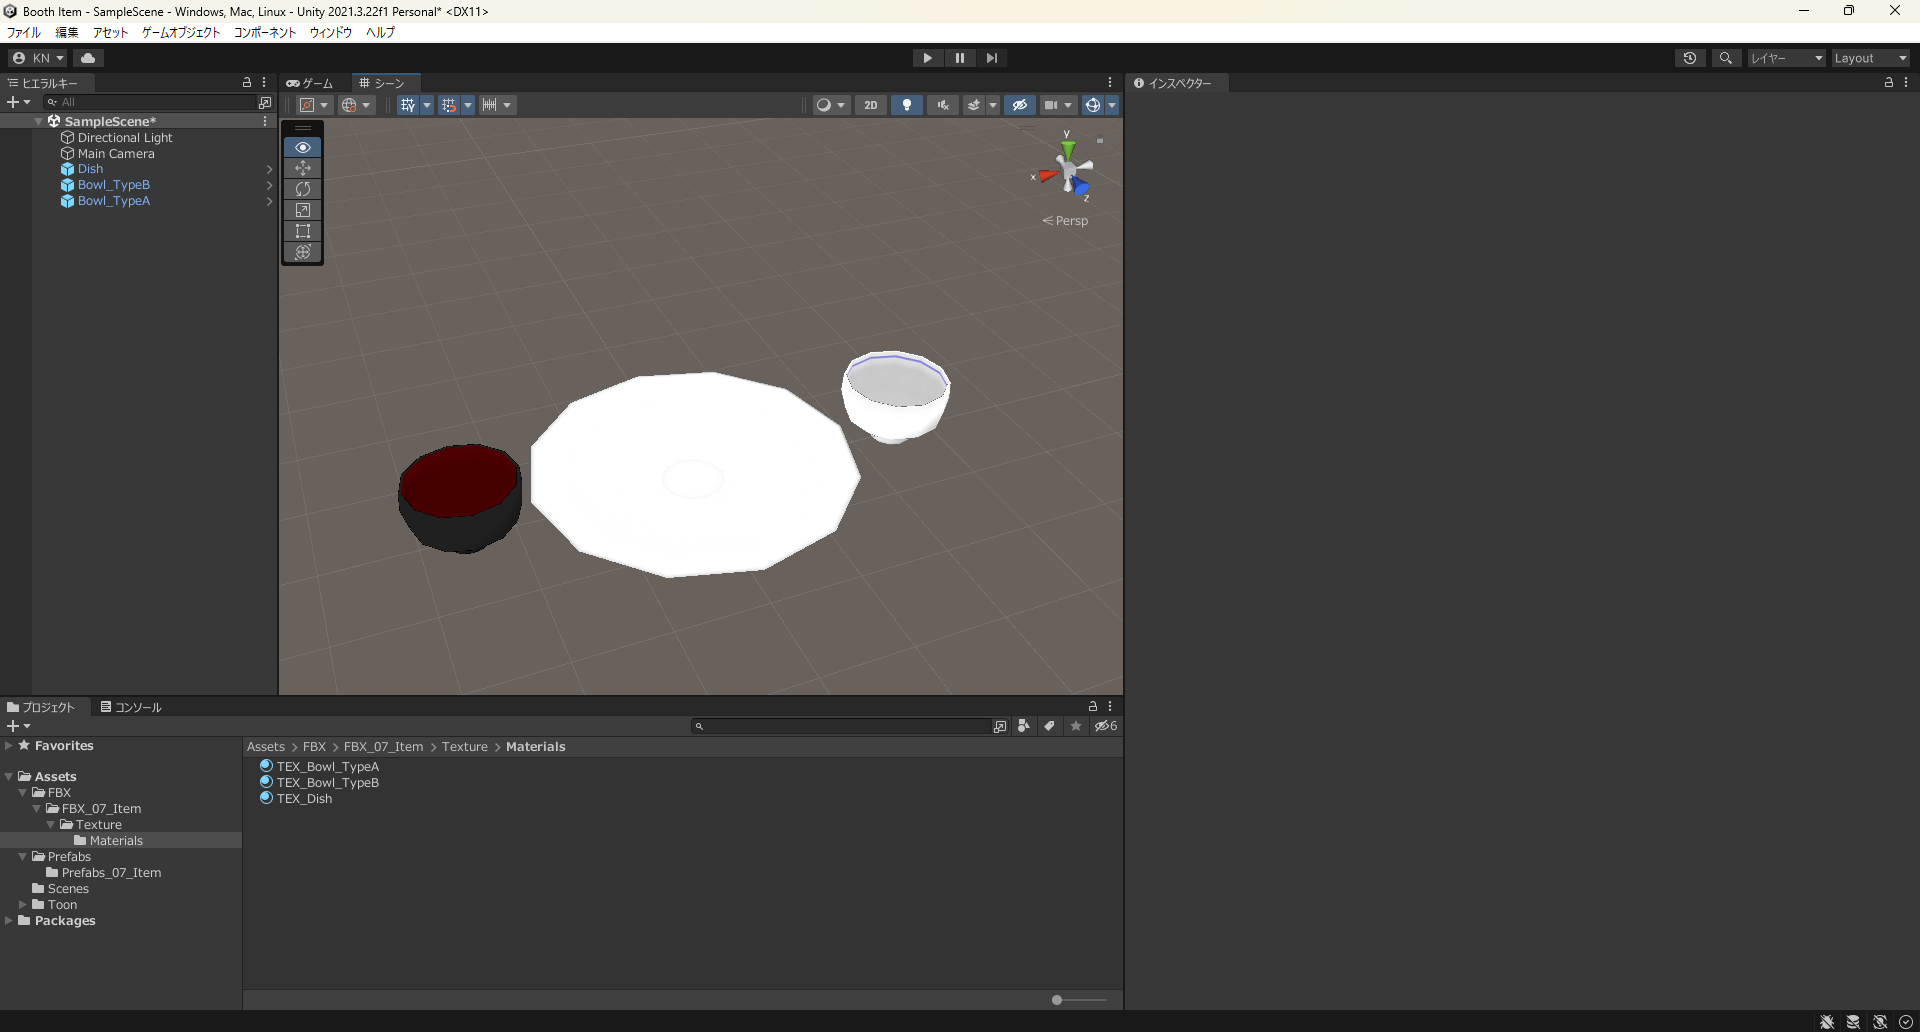 Booth Item - SampleScene - Windows, Mac, Linux - Unity 2021.3.22f1 Personal* <DX11>
ファイル 編集 アセット ゲームオブジェクト コンポーネント ウィンドウ ヘルプ
KN レイヤー Layout
ヒエラルキー
All
SampleScene*
Directional Light
Main Camera
Dish
Bowl_TypeB
Bowl_TypeA
ゲーム シーン
2D
y
x
z
Persp
インスペクター
プロジェクト コンソール
6
Favorites
Assets
FBX
FBX_07_Item
Texture
Materials
Prefabs
Prefabs_07_Item
Scenes
Toon
Packages
Assets > FBX > FBX_07_Item > Texture > Materials
TEX_Bowl_TypeA
TEX_Bowl_TypeB
TEX_Dish